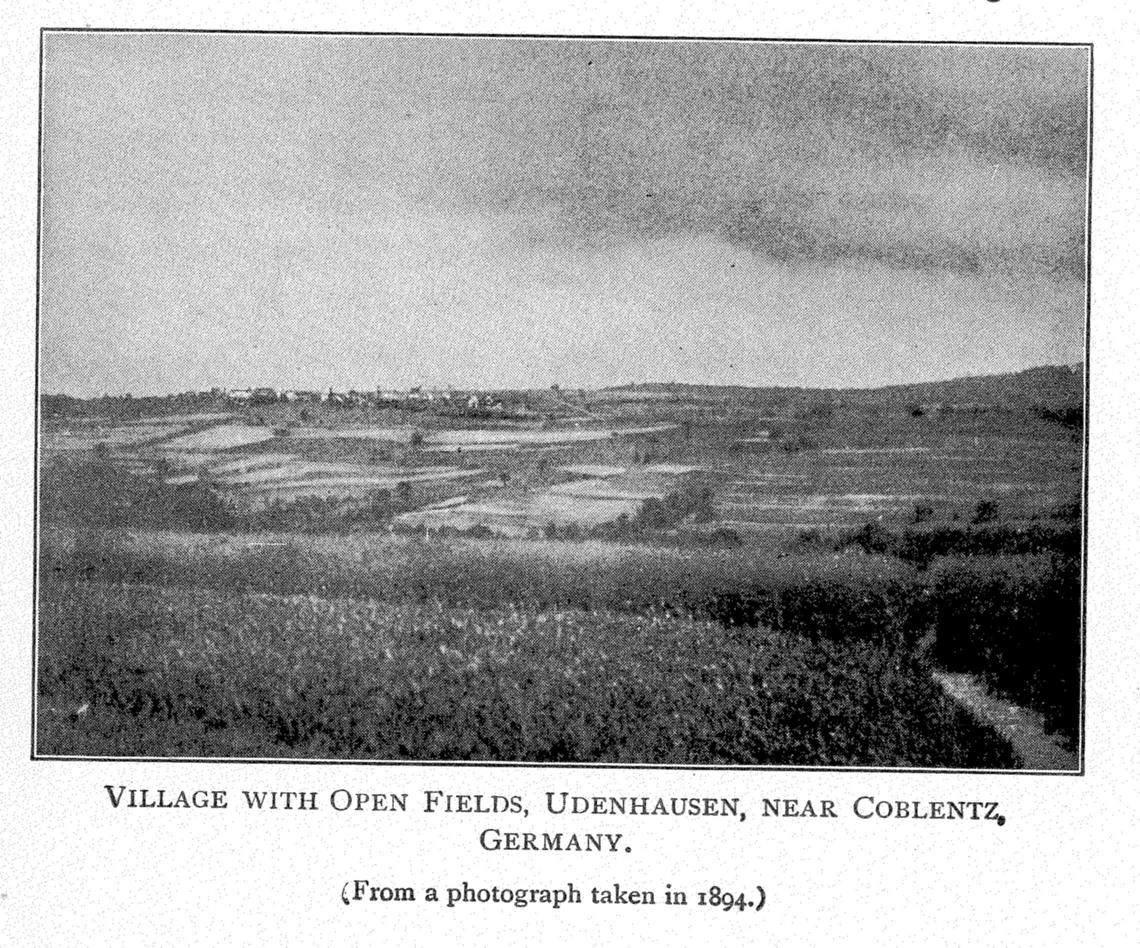 VILLAGE WITH OPEN FIELDS, UDENHAUSEN, NEAR COBLENTZ,
GERMANY.
(From a photograph taken in 1894.)